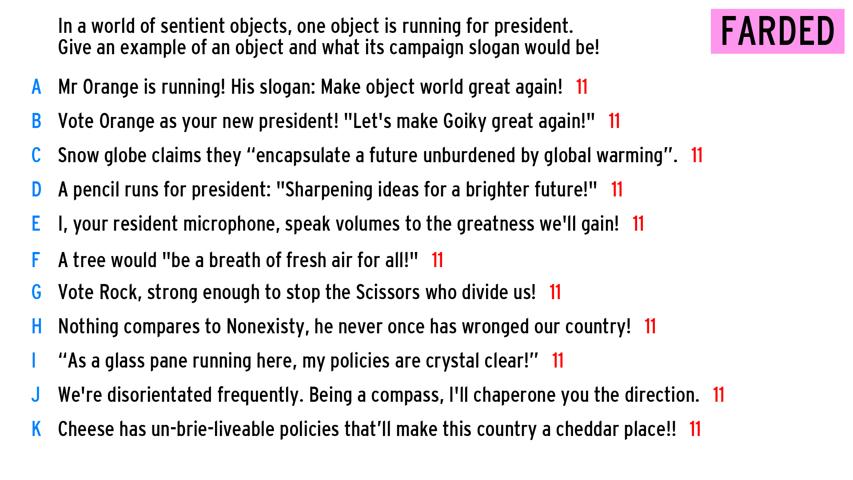 In a world of sentient objects, one object is running for president.
Give an example of an object and what its campaign slogan would be!
FARDED
A Mr Orange is running! His slogan: Make object world great again! 11
B Vote Orange as your new president! "Let's make Goiky great again!" 11
C Snow globe claims they “encapsulate a future unburdened by global warming”. 11
D A pencil runs for president: "Sharpening ideas for a brighter future!" 11
E I, your resident microphone, speak volumes to the greatness we'll gain! 11
F A tree would "be a breath of fresh air for all!" 11
G Vote Rock, strong enough to stop the Scissors who divide us! 11
H Nothing compares to Nonexisty, he never once has wronged our country! 11
I “As a glass pane running here, my policies are crystal clear!” 11
J We're disorientated frequently. Being a compass, I'll chaperone you the direction. 11
K Cheese has un-brie-liveable policies that’ll make this country a cheddar place!! 11